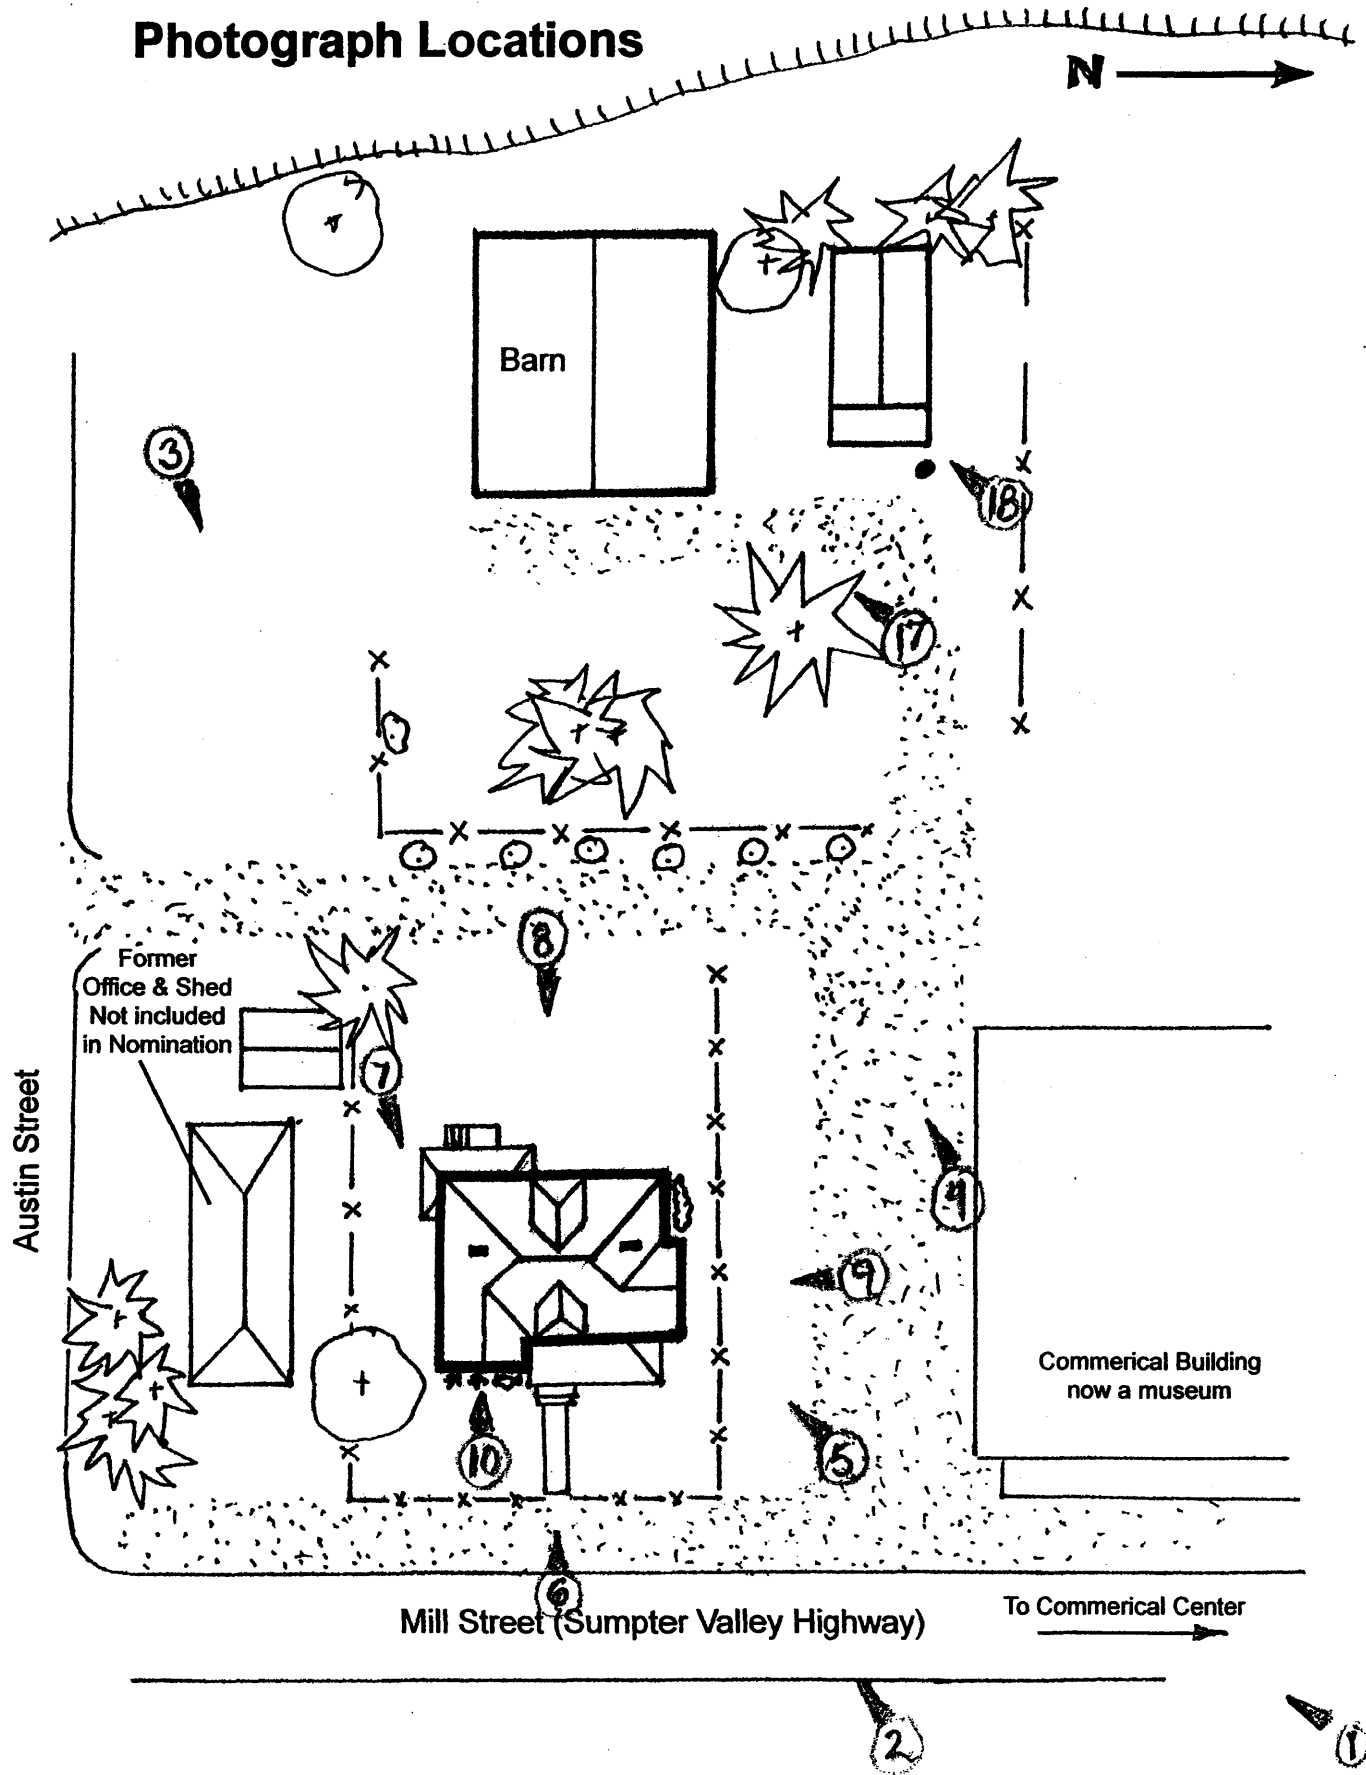 Photograph Locations
N
Barn
3
18
17
8
Former
Office & Shed
Not included
in Nomination
7
Austin Street
4
9
Commerical Building
now a museum
5
10
6
Mill Street (Sumpter Valley Highway)
To Commerical Center
2
1